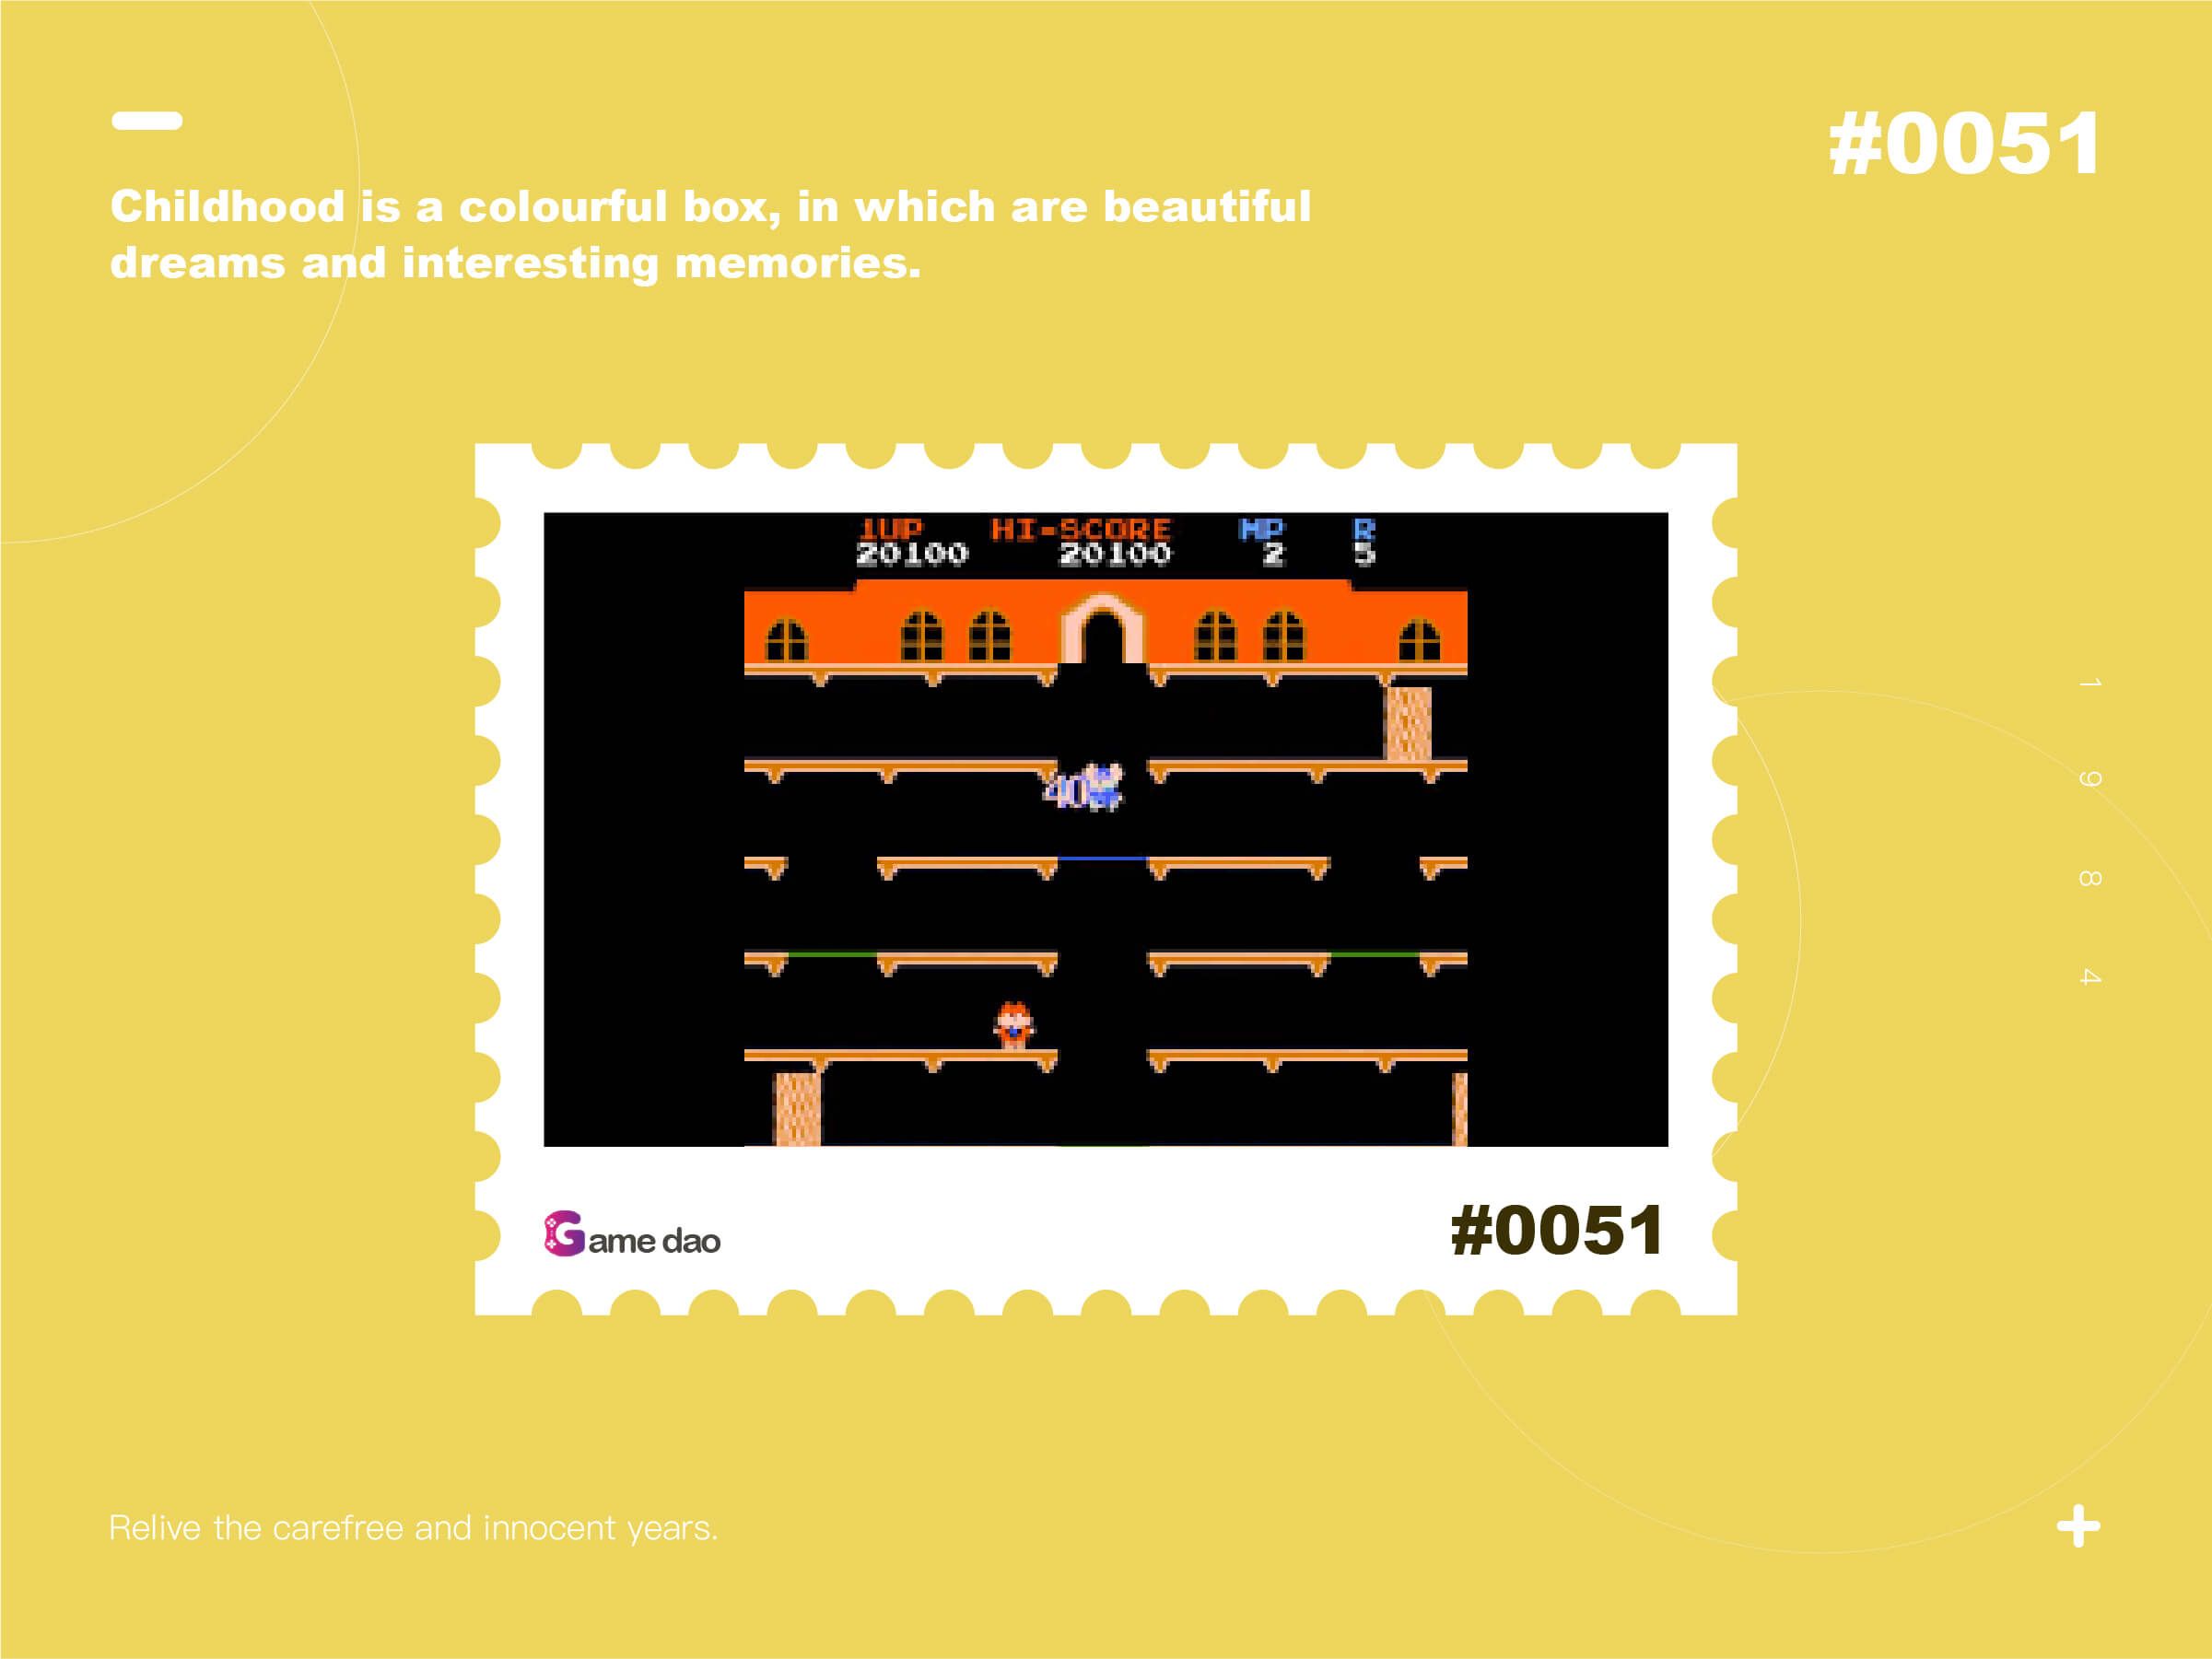 #0051
Childhood is a colourful box, in which are beautiful
dreams and interesting memories.
1UP HI-SCORE MP R
20100 20100 2 5
40
Game dao
#0051
1 9 8 4
Relive the carefree and innocent years.